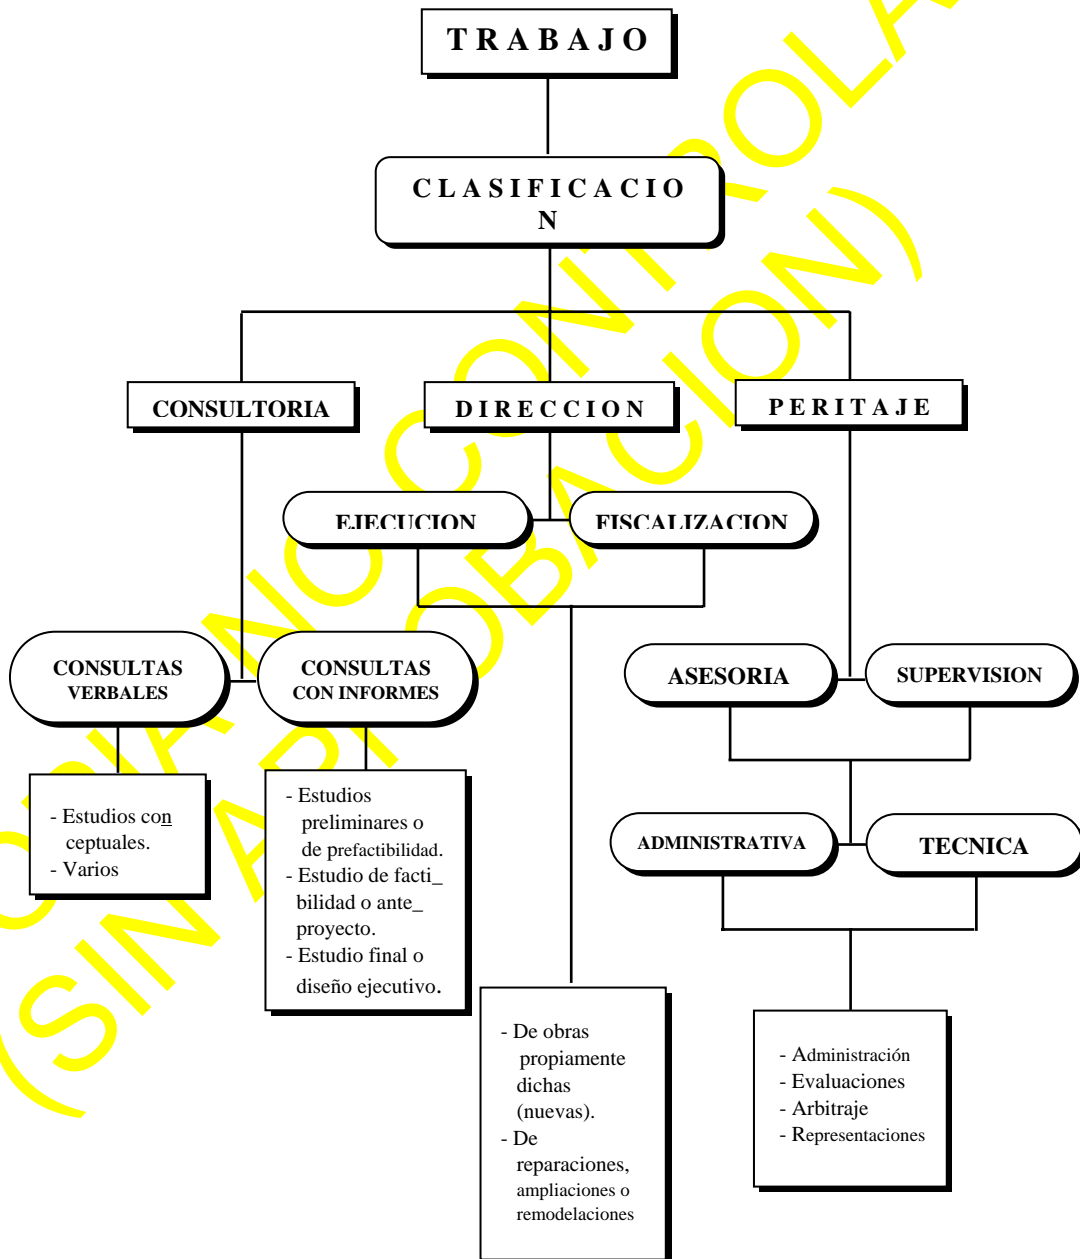 T R A B A J O
C L A S I F I C A C I O
N
CONSULTORIA
D I R E C C I O N
P E R I T A J E
EJECUCION
FISCALIZACION
CONSULTAS
VERBALES
CONSULTAS
CON INFORMES
ASESORIA
SUPERVISION
- Estudios con
ceptuales.
- Varios
- Estudios
preliminares o
de prefactibilidad.
- Estudio de facti_
bilidad o ante_
proyecto.
- Estudio final o
diseño ejecutivo.
ADMINISTRATIVA
TECNICA
- De obras
propiamente
dichas
(nuevas).
- De
reparaciones,
ampliaciones o
remodelaciones
- Administración
- Evaluaciones
- Arbitraje
- Representaciones